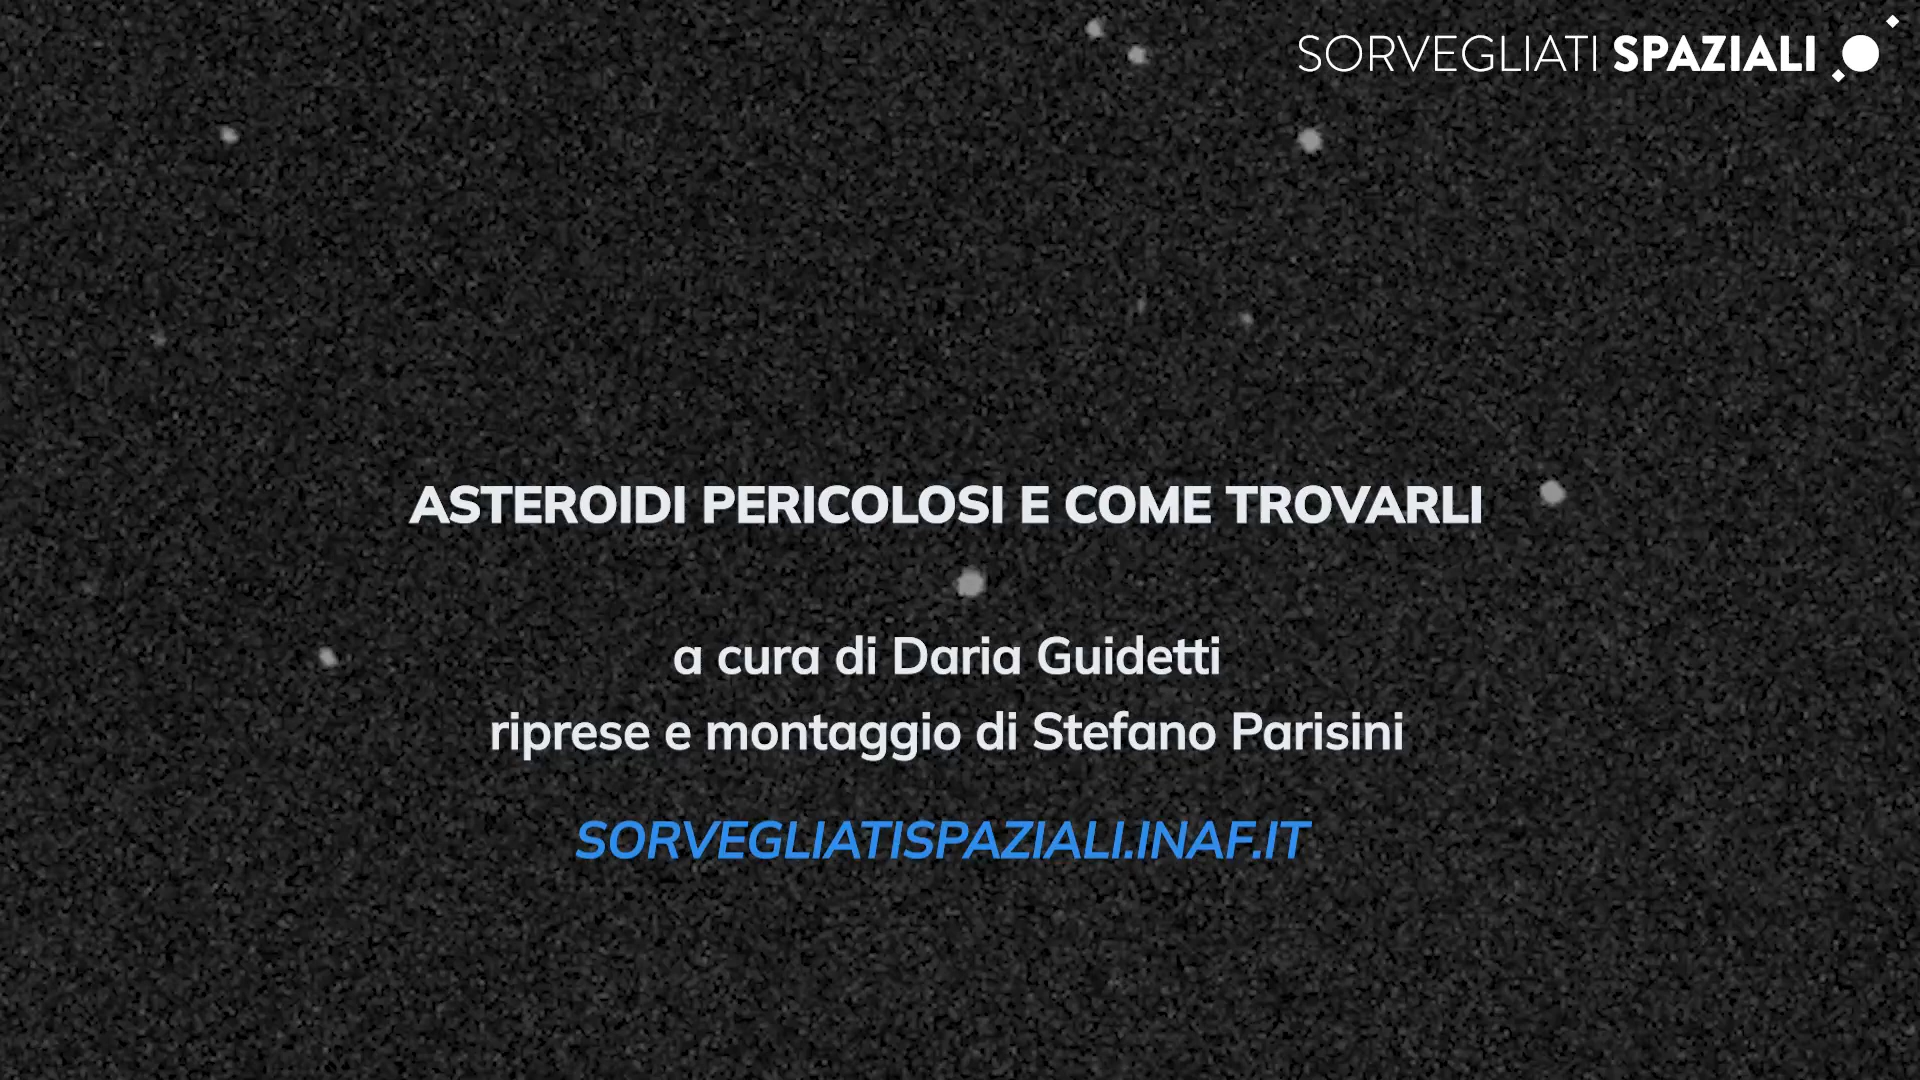 SORVEGLIATI SPAZIALI
ASTEROIDI PERICOLOSI E COME TROVARLI
a cura di Daria Guidetti
riprese e montaggio di Stefano Parisini
SORVEGLIATISPAZIALI.INAF.IT